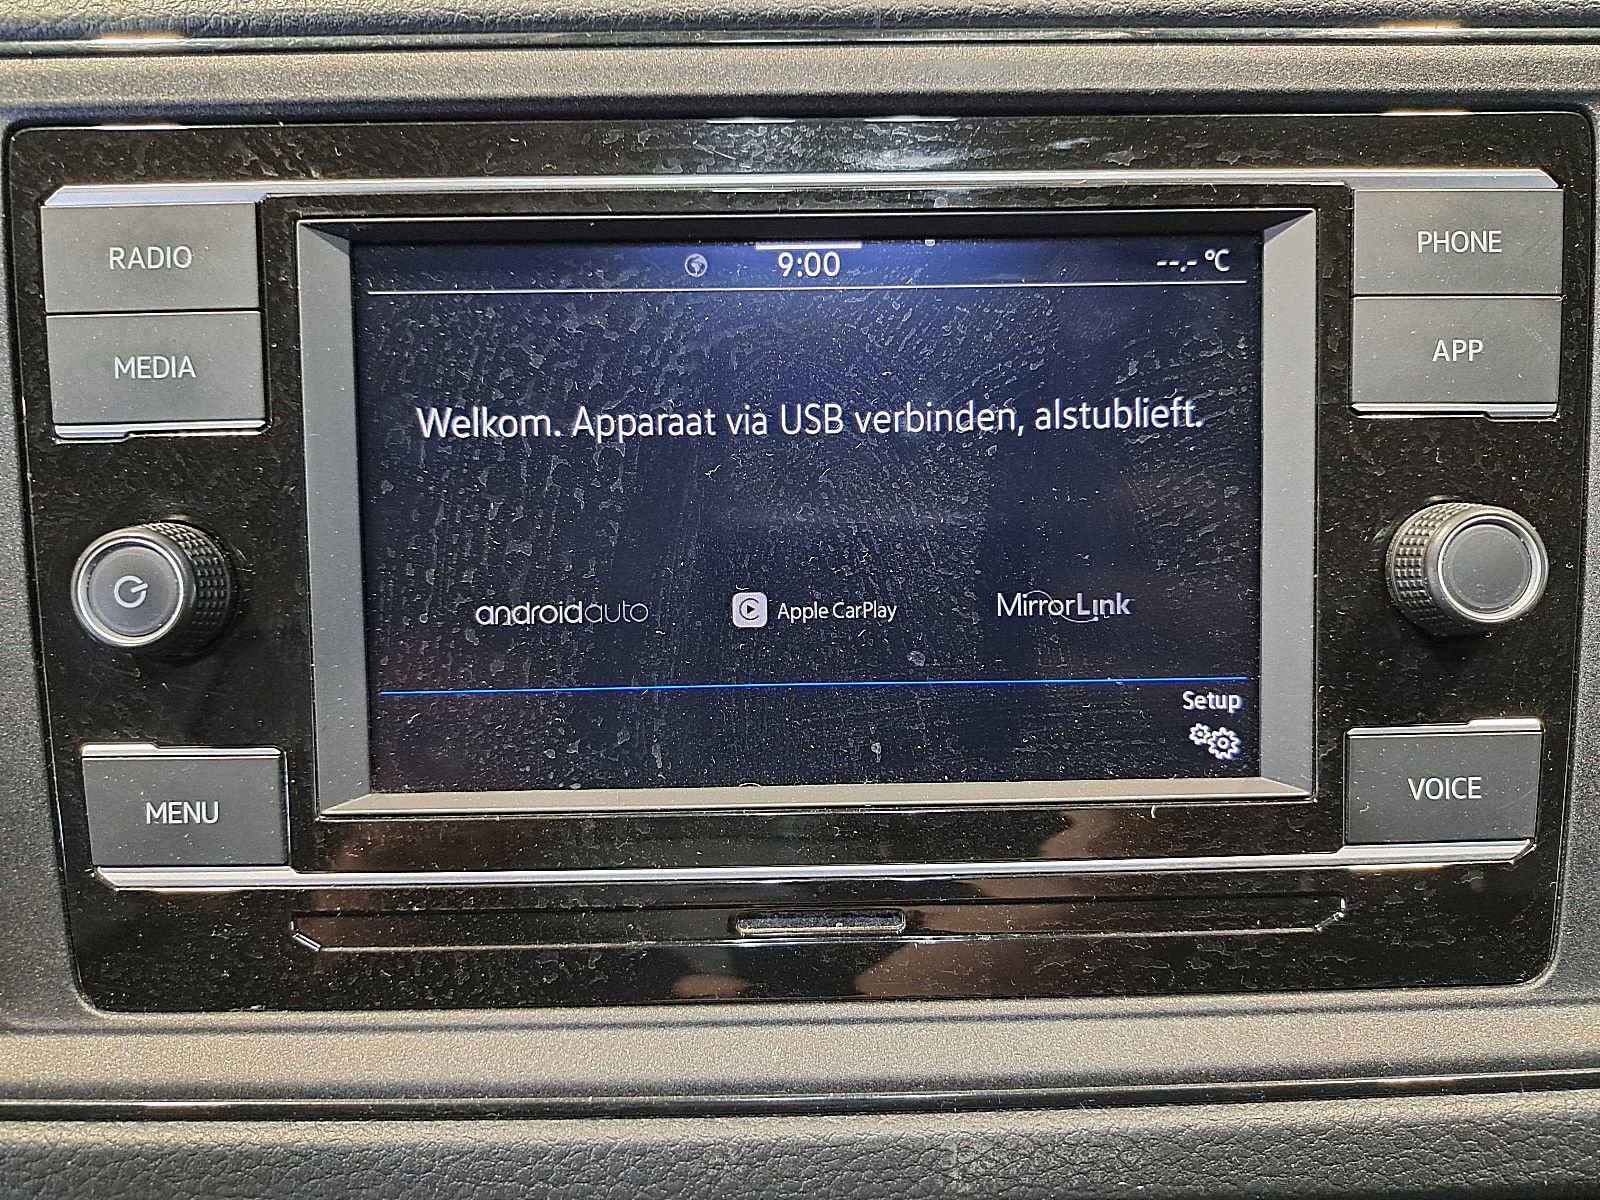 RADIO
MEDIA
MENU
9:00
--.- °C
Welkom. Apparaat via USB verbinden, alstublieft.
androidauto
Apple CarPlay
MirrorLink
Setup
PHONE
APP
VOICE